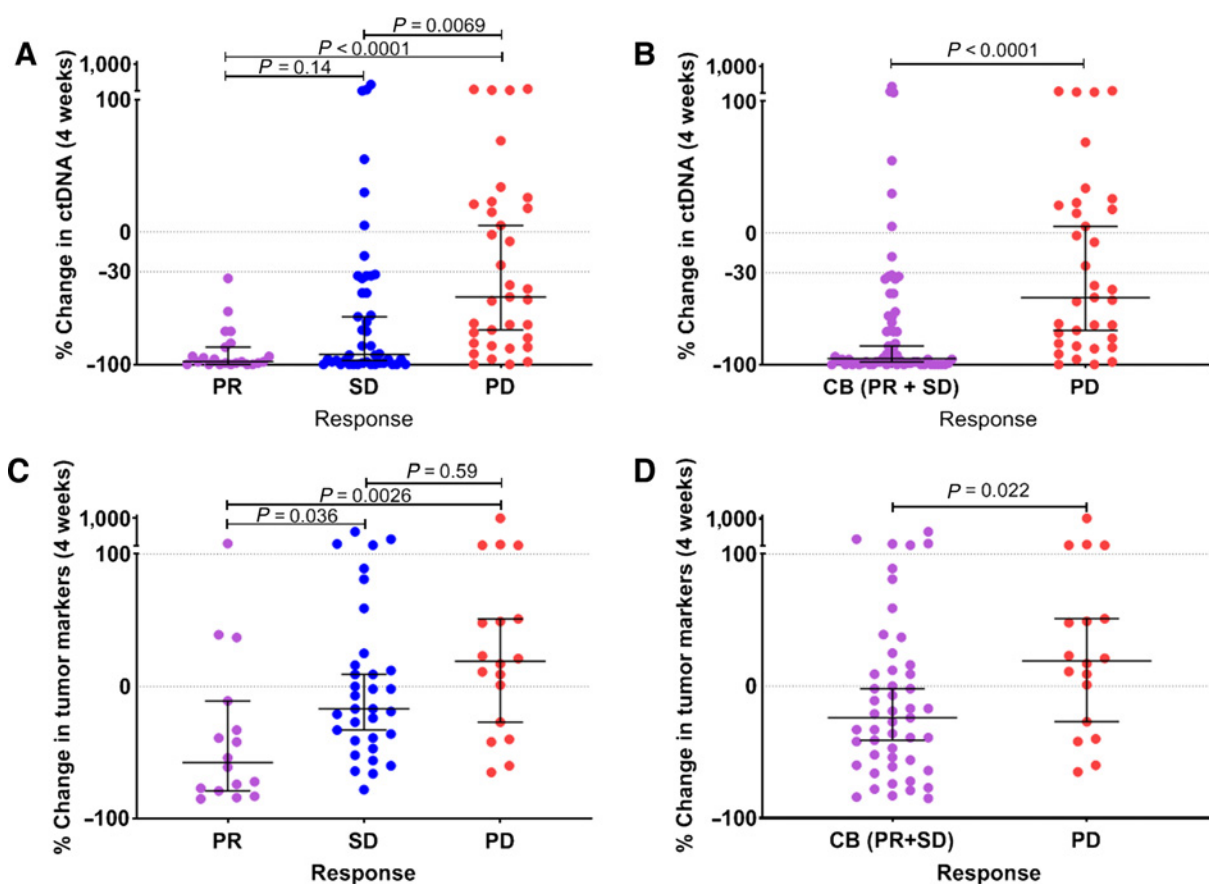 A
% Change in ctDNA (4 weeks)
P = 0.0069
P < 0.0001
P = 0.14
1,000
100
0
–30
–100
PR SD PD
Response
B
% Change in ctDNA (4 weeks)
P < 0.0001
1,000
100
0
–30
–100
CB (PR + SD) PD
Response
C
% Change in tumor markers (4 weeks)
P = 0.59
P = 0.0026
P = 0.036
1,000
100
0
–100
PR SD PD
Response
D
% Change in tumor markers (4 weeks)
P = 0.022
1,000
100
0
–100
CB (PR+SD) PD
Response